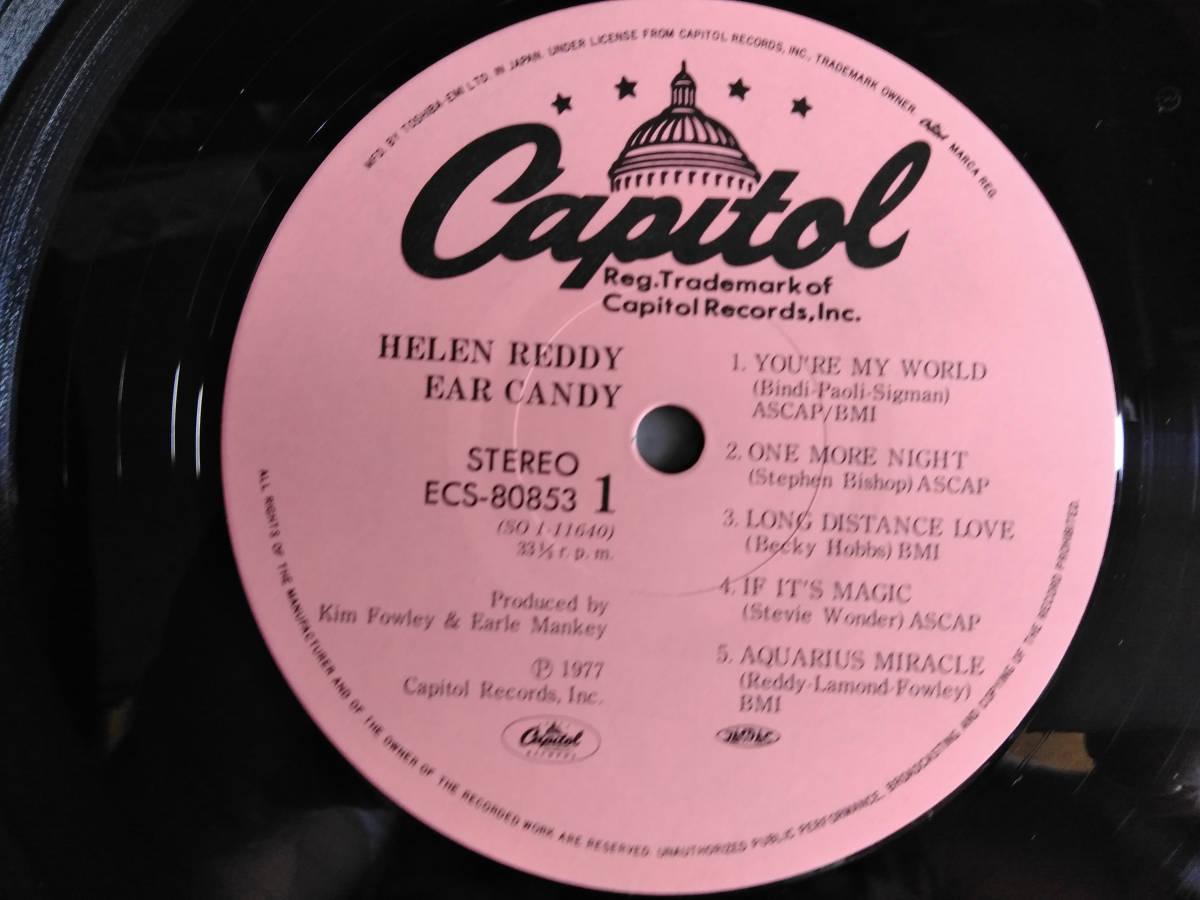 MFD. BY TOSHIBA-EMI LTD. IN JAPAN. UNDER LICENSE FROM CAPITOL RECORDS, INC., TRADEMARK OWNER. Capitol MARCA REG.
Capitol
Reg.Trademark of
Capitol Records,Inc.
HELEN REDDY
EAR CANDY
STEREO
ECS-80853 1
(SO 1-11640)
33⅓ r.p.m.
Produced by
Kim Fowley & Earle Mankey
Ⓟ 1977
Capitol Records, Inc.
Capitol
RECORDS
1. YOU'RE MY WORLD
(Bindi-Paoli-Sigman)
ASCAP/BMI
2. ONE MORE NIGHT
(Stephen Bishop) ASCAP
3. LONG DISTANCE LOVE
(Becky Hobbs) BMI
4. IF IT'S MAGIC
(Stevie Wonder) ASCAP
5. AQUARIUS MIRACLE
(Reddy-Lamond-Fowley)
BMI
JASRAC
ALL RIGHTS OF THE MANUFACTURER AND OF THE OWNER OF THE RECORDED WORK ARE RESERVED. UNAUTHORIZED PUBLIC PERFORMANCE, BROADCASTING AND COPYING OF THE RECORD PROHIBITED.